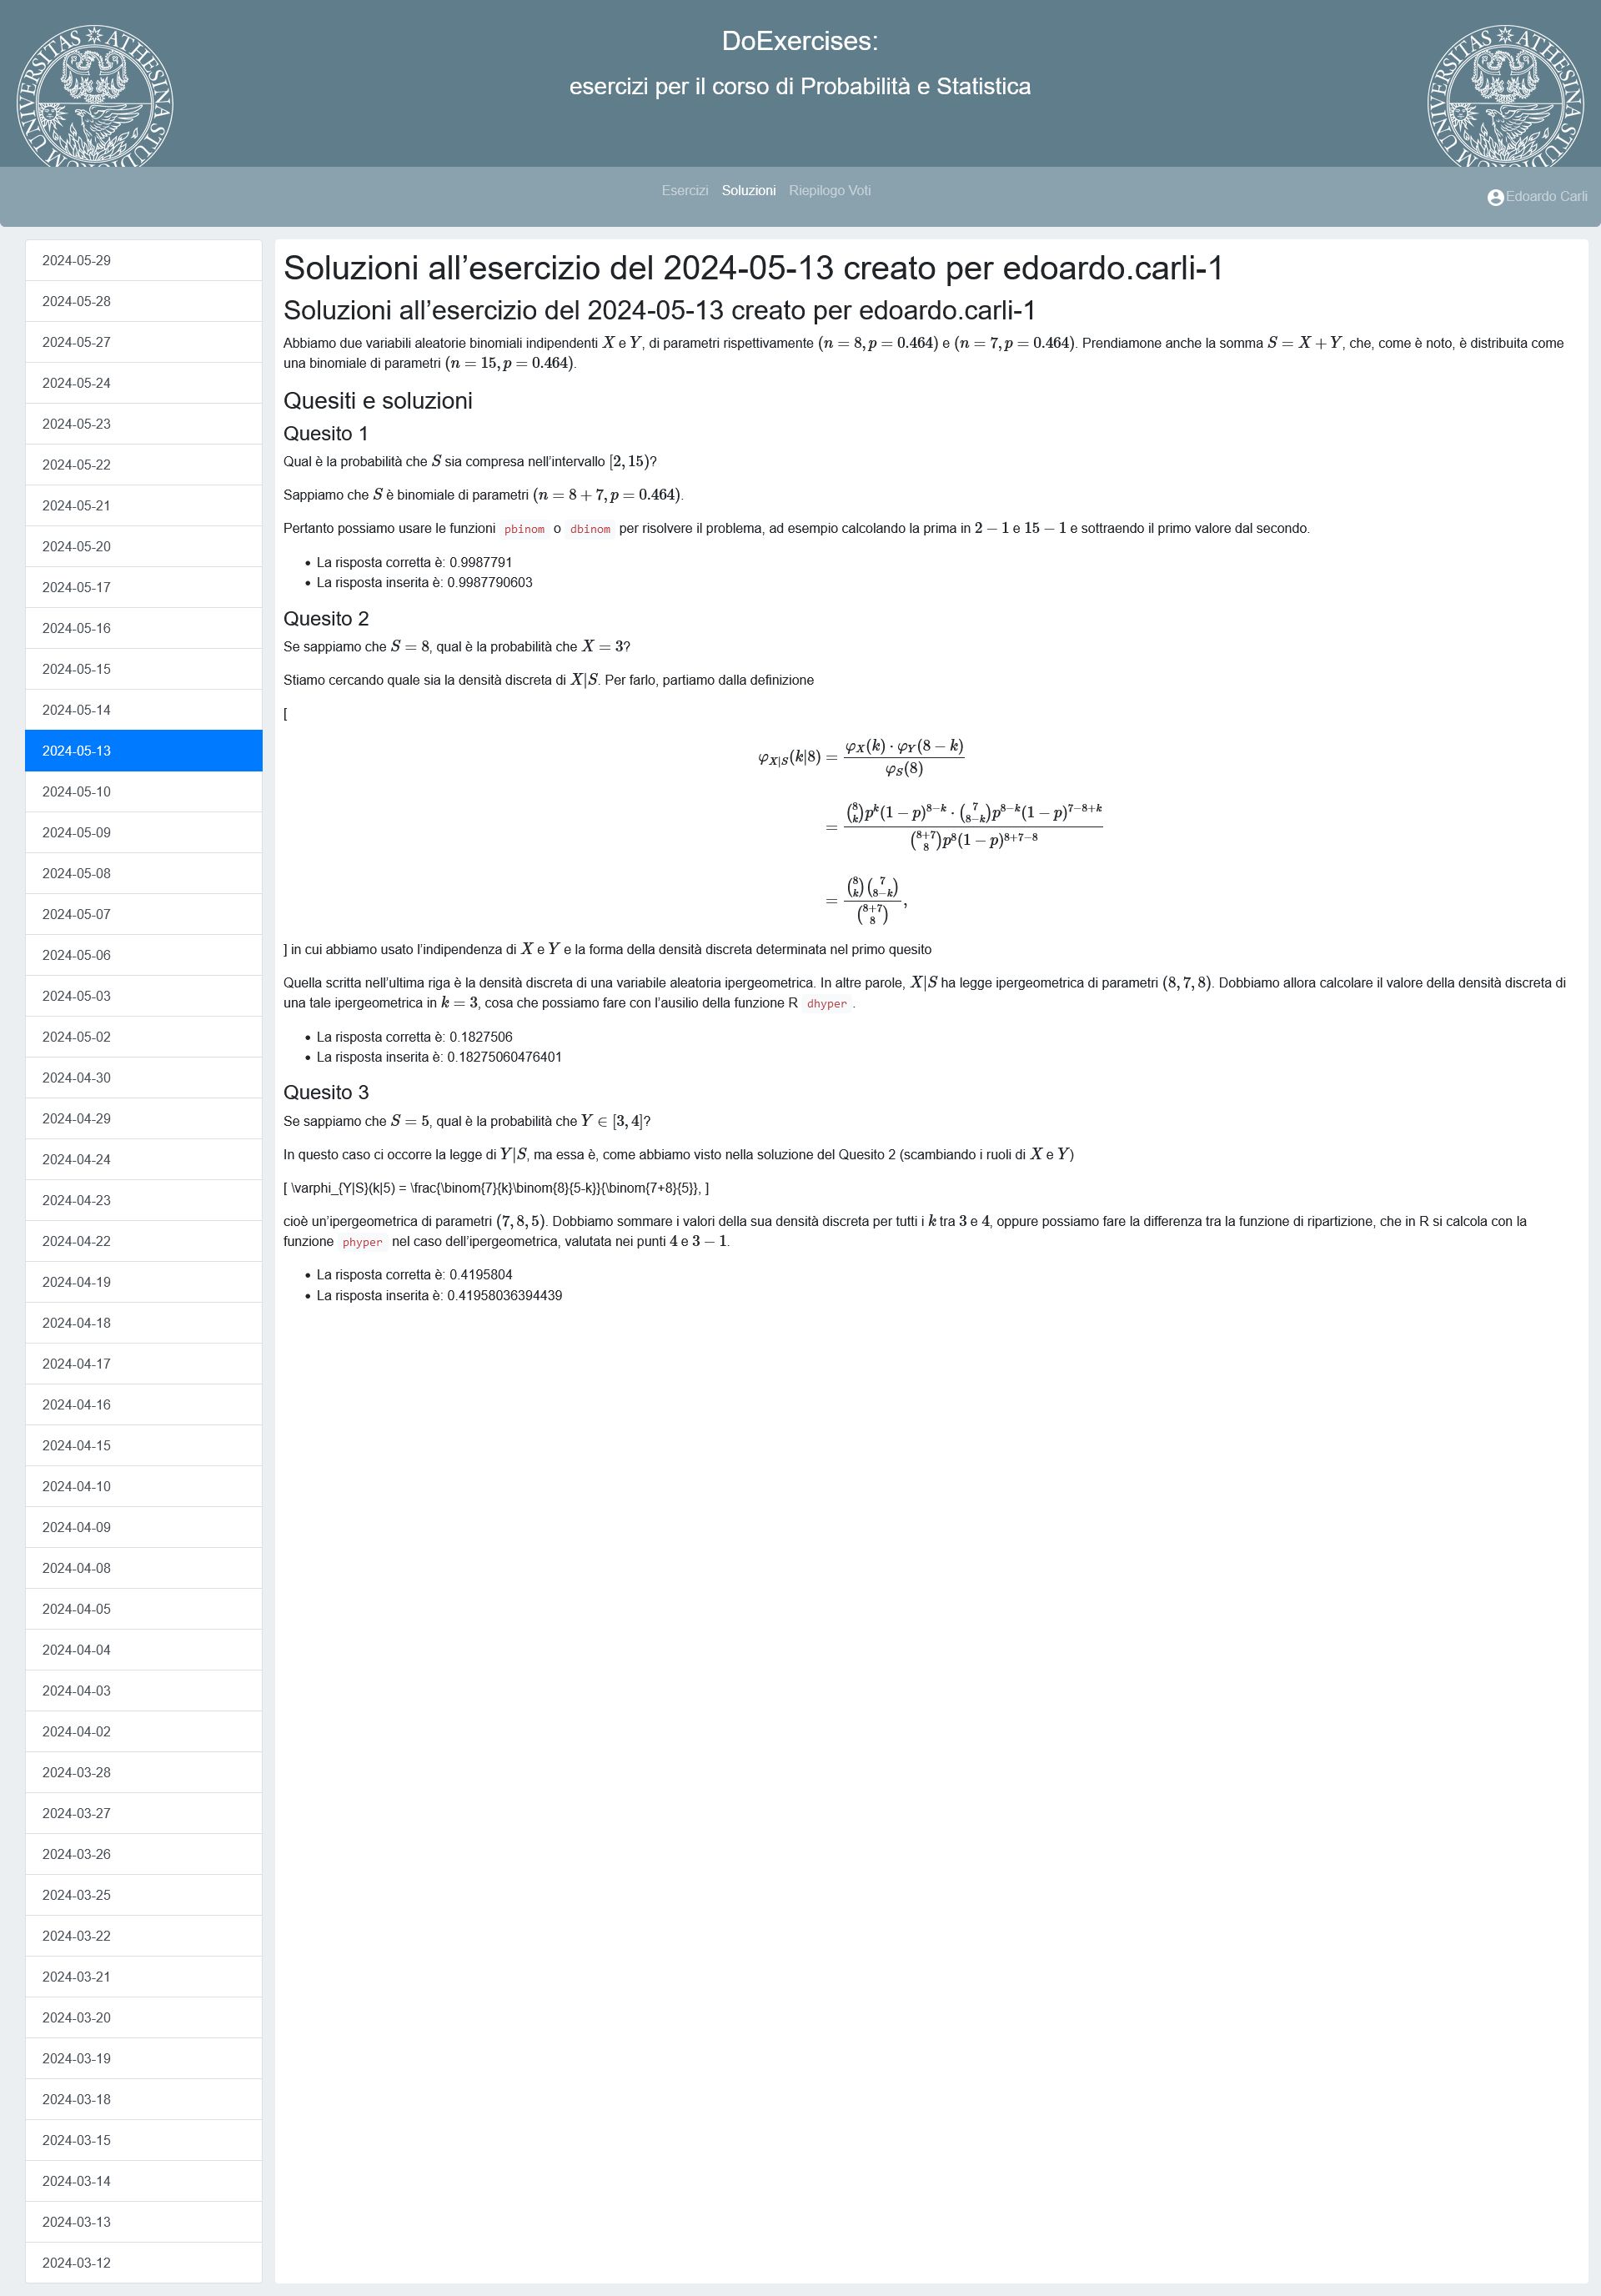 UNIVERSITAS ATHESINA STUDIORUM
DoExercises:
esercizi per il corso di Probabilità e Statistica
UNIVERSITAS ATHESINA STUDIORUM
Esercizi Soluzioni Riepilogo Voti
Edoardo Carli
2024-05-29
2024-05-28
2024-05-27
2024-05-24
2024-05-23
2024-05-22
2024-05-21
2024-05-20
2024-05-17
2024-05-16
2024-05-15
2024-05-14
2024-05-13
2024-05-10
2024-05-09
2024-05-08
2024-05-07
2024-05-06
2024-05-03
2024-05-02
2024-04-30
2024-04-29
2024-04-24
2024-04-23
2024-04-22
2024-04-19
2024-04-18
2024-04-17
2024-04-16
2024-04-15
2024-04-10
2024-04-09
2024-04-08
2024-04-05
2024-04-04
2024-04-03
2024-04-02
2024-03-28
2024-03-27
2024-03-26
2024-03-25
2024-03-22
2024-03-21
2024-03-20
2024-03-19
2024-03-18
2024-03-15
2024-03-14
2024-03-13
2024-03-12
Soluzioni all’esercizio del 2024-05-13 creato per edoardo.carli-1
Soluzioni all’esercizio del 2024-05-13 creato per edoardo.carli-1
Abbiamo due variabili aleatorie binomiali indipendenti X e Y, di parametri rispettivamente (n = 8, p = 0.464) e (n = 7, p = 0.464). Prendiamone anche la somma S = X + Y, che, come è noto, è distribuita come
una binomiale di parametri (n = 15, p = 0.464).
Quesiti e soluzioni
Quesito 1
Qual è la probabilità che S sia compresa nell’intervallo [2, 15)?
Sappiamo che S è binomiale di parametri (n = 8 + 7, p = 0.464).
Pertanto possiamo usare le funzioni pbinom o dbinom per risolvere il problema, ad esempio calcolando la prima in 2 − 1 e 15 − 1 e sottraendo il primo valore dal secondo.
• La risposta corretta è: 0.9987791
• La risposta inserita è: 0.9987790603
Quesito 2
Se sappiamo che S = 8, qual è la probabilità che X = 3?
Stiamo cercando quale sia la densità discreta di X|S. Per farlo, partiamo dalla definizione
[
\varphi_{X|S}(k|8) = \frac{\varphi_X(k) \cdot \varphi_Y(8 − k)}{\varphi_S(8)}
= \frac{\binom{8}{k}p^k(1 − p)^{8−k} \cdot \binom{7}{8−k}p^{8−k}(1 − p)^{7−8+k}}{\binom{8+7}{8}p^8(1 − p)^{8+7−8}}
= \frac{\binom{8}{k}\binom{7}{8−k}}{\binom{8+7}{8}},
] in cui abbiamo usato l’indipendenza di X e Y e la forma della densità discreta determinata nel primo quesito
Quella scritta nell’ultima riga è la densità discreta di una variabile aleatoria ipergeometrica. In altre parole, X|S ha legge ipergeometrica di parametri (8, 7, 8). Dobbiamo allora calcolare il valore della densità discreta di
una tale ipergeometrica in k = 3, cosa che possiamo fare con l’ausilio della funzione R dhyper.
• La risposta corretta è: 0.1827506
• La risposta inserita è: 0.18275060476401
Quesito 3
Se sappiamo che S = 5, qual è la probabilità che Y ∈ [3, 4]?
In questo caso ci occorre la legge di Y|S, ma essa è, come abbiamo visto nella soluzione del Quesito 2 (scambiando i ruoli di X e Y)
[ \varphi_{Y|S}(k|5) = \frac{\binom{7}{k}\binom{8}{5-k}}{\binom{7+8}{5}}, ]
cioè un’ipergeometrica di parametri (7, 8, 5). Dobbiamo sommare i valori della sua densità discreta per tutti i k tra 3 e 4, oppure possiamo fare la differenza tra la funzione di ripartizione, che in R si calcola con la
funzione phyper nel caso dell’ipergeometrica, valutata nei punti 4 e 3 − 1.
• La risposta corretta è: 0.4195804
• La risposta inserita è: 0.41958036394439